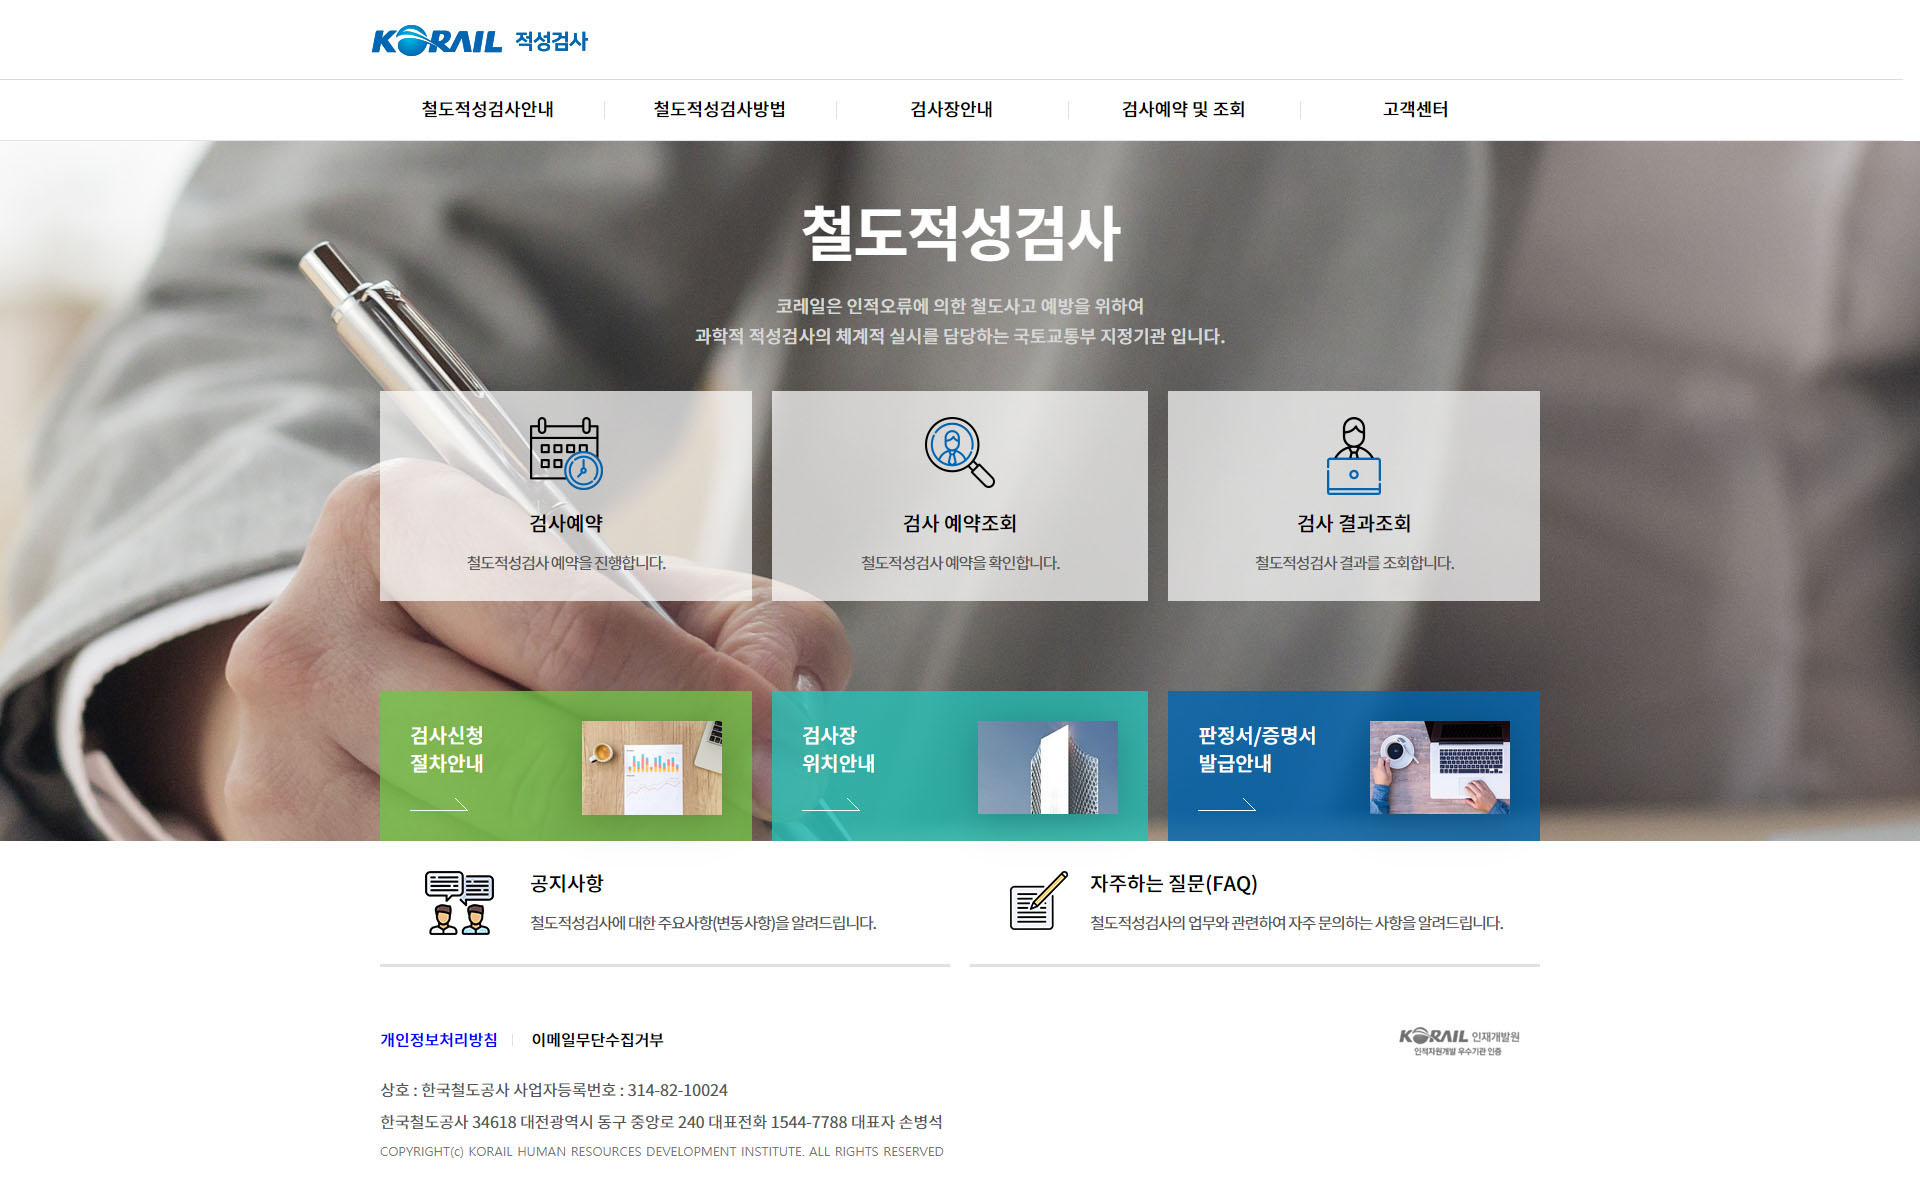 KORAIL 적성검사
철도적성검사안내
철도적성검사방법
검사장안내
검사예약 및 조회
고객센터
철도적성검사
코레일은 인적오류에 의한 철도사고 예방을 위하여
과학적 적성검사의 체계적 실시를 담당하는 국토교통부 지정기관 입니다.
검사예약
철도적성검사 예약을 진행합니다.
검사 예약조회
철도적성검사 예약을 확인합니다.
검사 결과조회
철도적성검사 결과를 조회합니다.
검사신청
절차안내
검사장
위치안내
판정서/증명서
발급안내
공지사항
철도적성검사에 대한 주요사항(변동사항)을 알려드립니다.
자주하는 질문(FAQ)
철도적성검사의 업무와 관련하여 자주 문의하는 사항을 알려드립니다.
개인정보처리방침
이메일무단수집거부
KORAIL 인재개발원
인적자원개발 우수기관 인증
상호 : 한국철도공사 사업자등록번호 : 314-82-10024
한국철도공사 34618 대전광역시 동구 중앙로 240 대표전화 1544-7788 대표자 손병석
COPYRIGHT(c) KORAIL HUMAN RESOURCES DEVELOPMENT INSTITUTE. ALL RIGHTS RESERVED